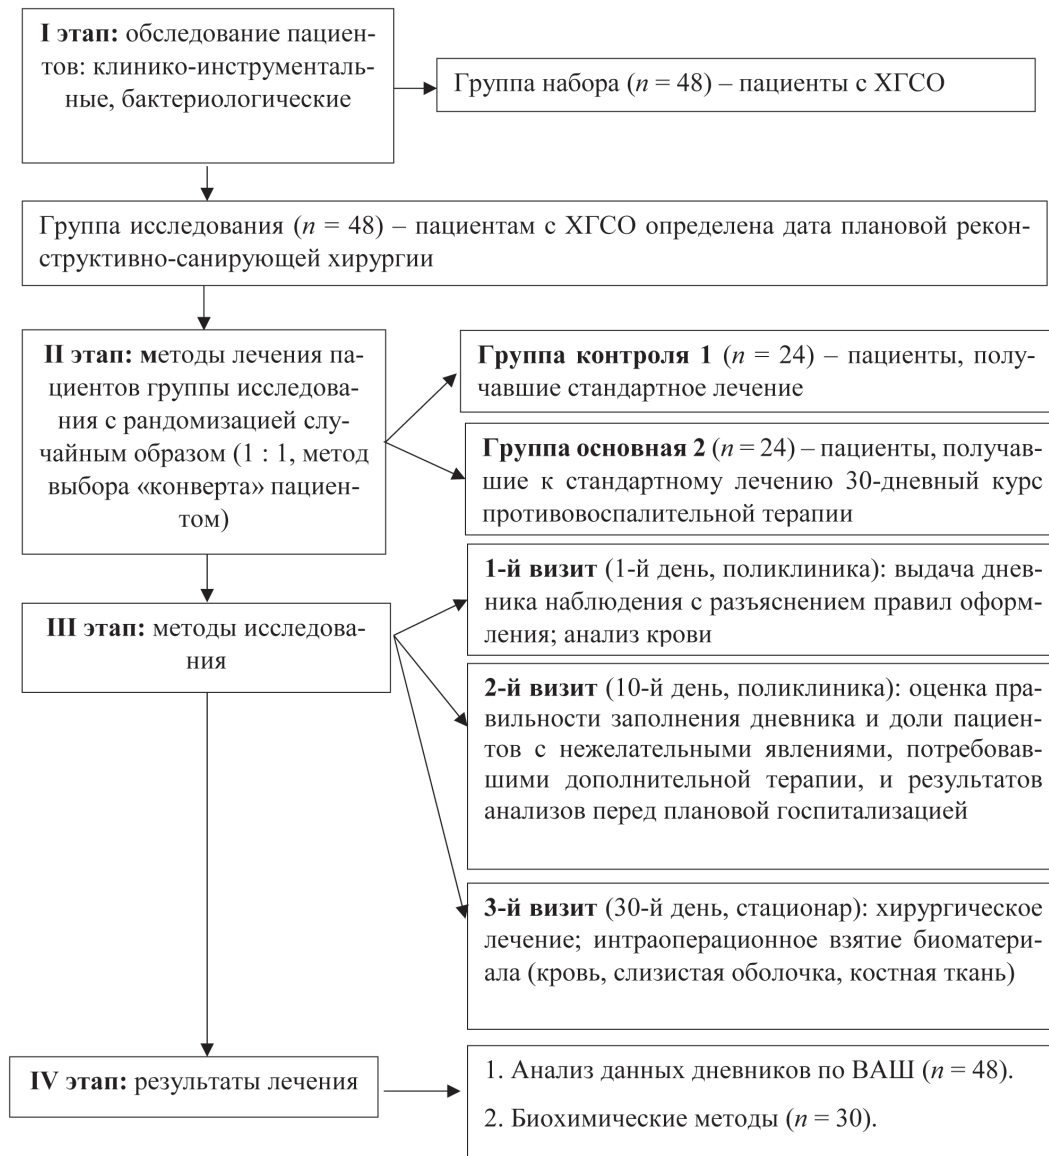 I этап: обследование пациен-
тов: клинико-инструменталь-
ные, бактериологические
Группа набора (n = 48) – пациенты с ХГСО
Группа исследования (n = 48) – пациентам с ХГСО определена дата плановой рекон-
структивно-санирующей хирургии
II этап: методы лечения па-
циентов группы исследова-
ния с рандомизацией слу-
чайным образом (1 : 1, метод
выбора «конверта» пациен-
том)
Группа контроля 1 (n = 24) – пациенты, полу-
чавшие стандартное лечение
Группа основная 2 (n = 24) – пациенты, получав-
шие к стандартному лечению 30-дневный курс
противовоспалительной терапии
III этап: методы исследова-
ния
1-й визит (1-й день, поликлиника): выдача днев-
ника наблюдения с разъяснением правил оформ-
ления; анализ крови
2-й визит (10-й день, поликлиника): оценка пра-
вильности заполнения дневника и доли пациен-
тов с нежелательными явлениями, потребовав-
шими дополнительной терапии, и результатов
анализов перед плановой госпитализацией
3-й визит (30-й день, стационар): хирургическое
лечение; интраоперационное взятие биоматери-
ала (кровь, слизистая оболочка, костная ткань)
IV этап: результаты лечения
1. Анализ данных дневников по ВАШ (n = 48).
2. Биохимические методы (n = 30).